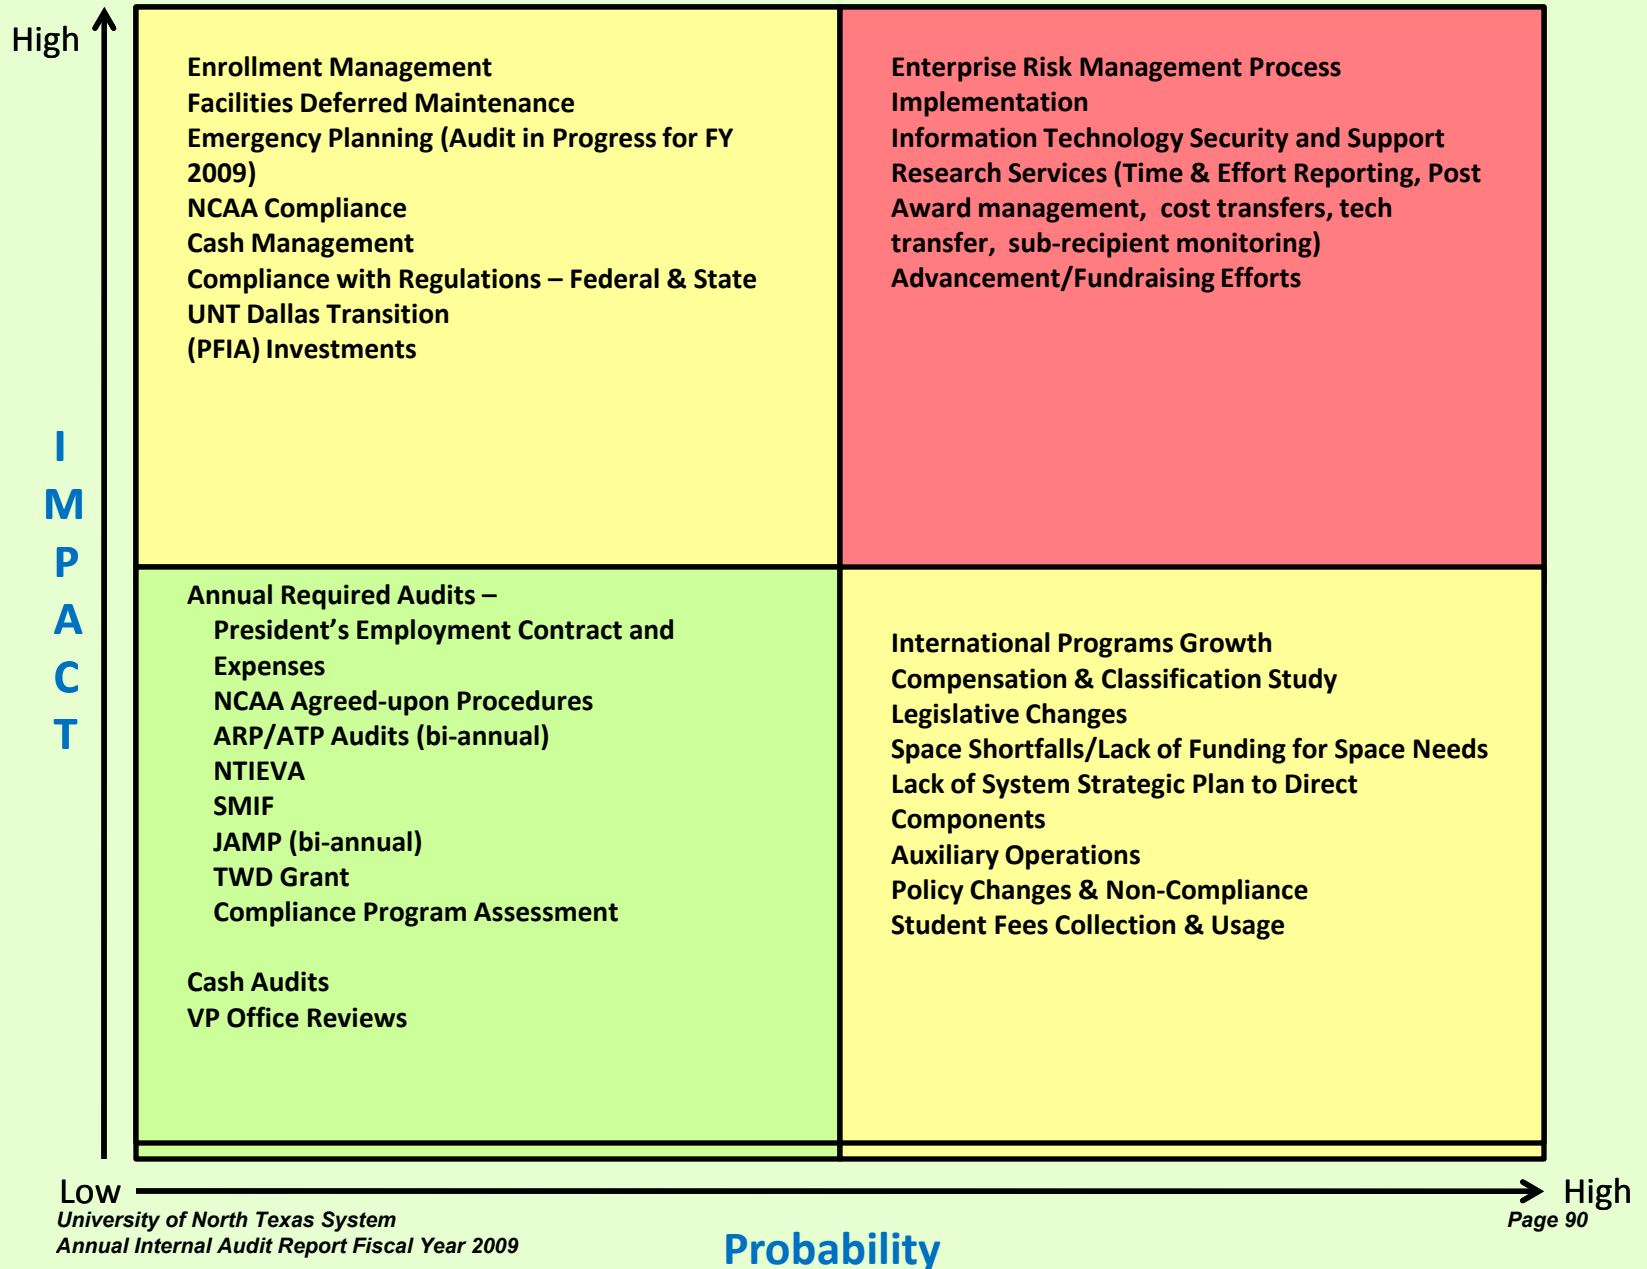 High
Enrollment Management
Facilities Deferred Maintenance
Emergency Planning (Audit in Progress for FY
2009)
NCAA Compliance
Cash Management
Compliance with Regulations – Federal & State
UNT Dallas Transition
(PFIA) Investments
Enterprise Risk Management Process
Implementation
Information Technology Security and Support
Research Services (Time & Effort Reporting, Post
Award management, cost transfers, tech
transfer, sub-recipient monitoring)
Advancement/Fundraising Efforts
I
M
P
A
C
T
Annual Required Audits –
President’s Employment Contract and
Expenses
NCAA Agreed-upon Procedures
ARP/ATP Audits (bi-annual)
NTIEVA
SMIF
JAMP (bi-annual)
TWD Grant
Compliance Program Assessment
Cash Audits
VP Office Reviews
International Programs Growth
Compensation & Classification Study
Legislative Changes
Space Shortfalls/Lack of Funding for Space Needs
Lack of System Strategic Plan to Direct
Components
Auxiliary Operations
Policy Changes & Non-Compliance
Student Fees Collection & Usage
Low
High
University of North Texas System
Annual Internal Audit Report Fiscal Year 2009
Probability
Page 90